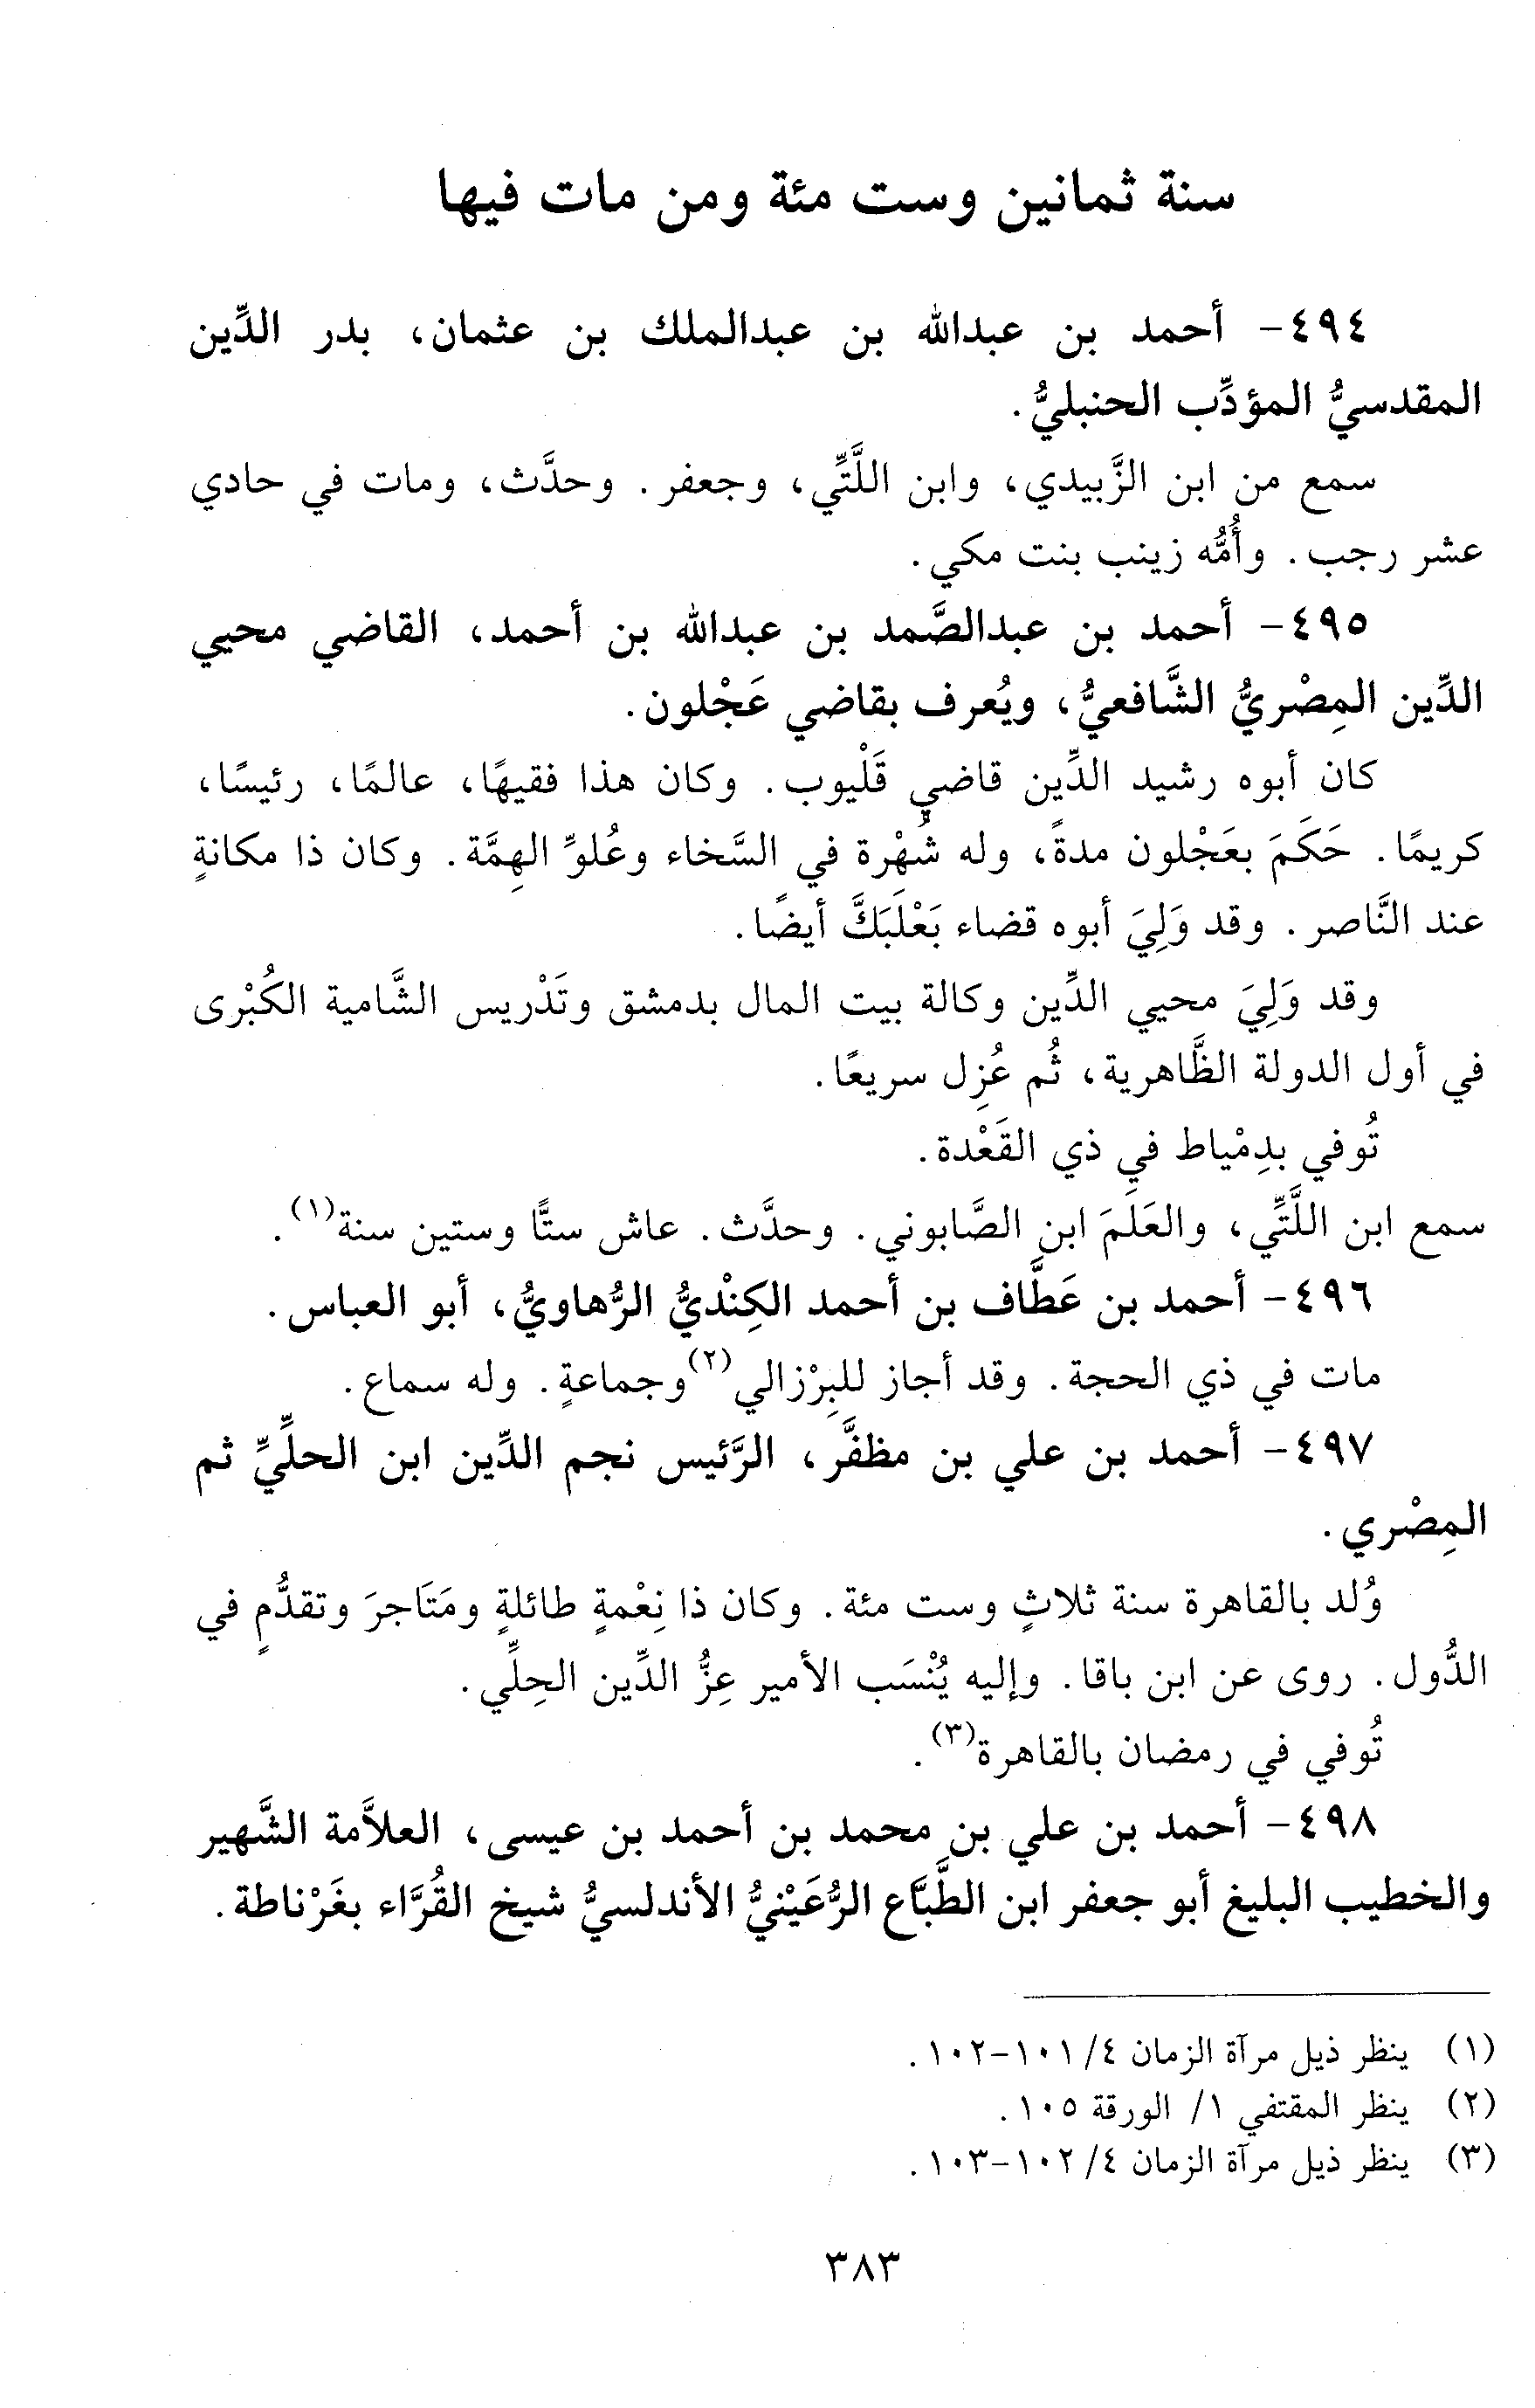 سنة ثمانين وست مئة ومن مات فيها
٤٩٤- أحمد بن عبدالله بن عبدالملك بن عثمان، بدر الدِّين
المقدسيُّ المؤدِّب الحنبليُّ.
سمع من ابن الزَّبيدي، وابن اللَّتِّي، وجعفر. وحدَّث، ومات في حادي
عشر رجب. وأُمُّه زينب بنت مكي.
٤٩٥- أحمد بن عبدالصَّمد بن عبدالله بن أحمد، القاضي محيي
الدِّين المِصْريُّ الشَّافعيُّ، ويُعرف بقاضي عَجْلون.
كان أبوه رشيد الدِّين قاضي قَلْيوب. وكان هذا فقيهًا، عالمًا، رئيسًا،
كريمًا. حَكَمَ بعَجْلون مدةً، وله شُهْرة في السَّخاء وعُلوِّ الهِمَّة. وكان ذا مكانةٍ
عند النَّاصر. وقد وَلِيَ أبوه قضاء بَعْلَبَكَّ أيضًا.
وقد وَلِيَ محيي الدِّين وكالة بيت المال بدمشق وتَدْريس الشَّامية الكُبْرى
في أول الدولة الظَّاهرية، ثُم عُزِل سريعًا.
تُوفي بدِمْياط في ذي القَعْدة.
سمع ابن اللَّتِّي، والعَلَمَ ابن الصَّابوني. وحدَّث. عاش ستًّا وستين سنة(١).
٤٩٦- أحمد بن عَطَّاف بن أحمد الكِنْديُّ الرُّهاويُّ، أبو العباس.
مات في ذي الحجة. وقد أجاز للبِرْزالي(٢) وجماعةٍ. وله سماع.
٤٩٧- أحمد بن علي بن مظفَّر، الرَّئيس نجم الدِّين ابن الحلِّيِّ ثم
المِصْري.
وُلد بالقاهرة سنة ثلاثٍ وست مئة. وكان ذا نِعْمةٍ طائلةٍ ومَتَاجرَ وتقدُّمٍ في
الدُّول. روى عن ابن باقا. وإليه يُنْسَب الأمير عِزُّ الدِّين الحِلِّي.
تُوفي في رمضان بالقاهرة(٣).
٤٩٨- أحمد بن علي بن محمد بن أحمد بن عيسى، العلاَّمة الشَّهير
والخطيب البليغ أبو جعفر ابن الطَّبَّاع الرُّعَيْنيُّ الأندلسيُّ شيخ القُرَّاء بغَرْناطة.
(١) ينظر ذيل مرآة الزمان ٤/ ١٠١-١٠٢.
(٢) ينظر المقتفي ١/ الورقة ١٠٥.
(٣) ينظر ذيل مرآة الزمان ٤/ ١٠٢-١٠٣.
٣٨٣